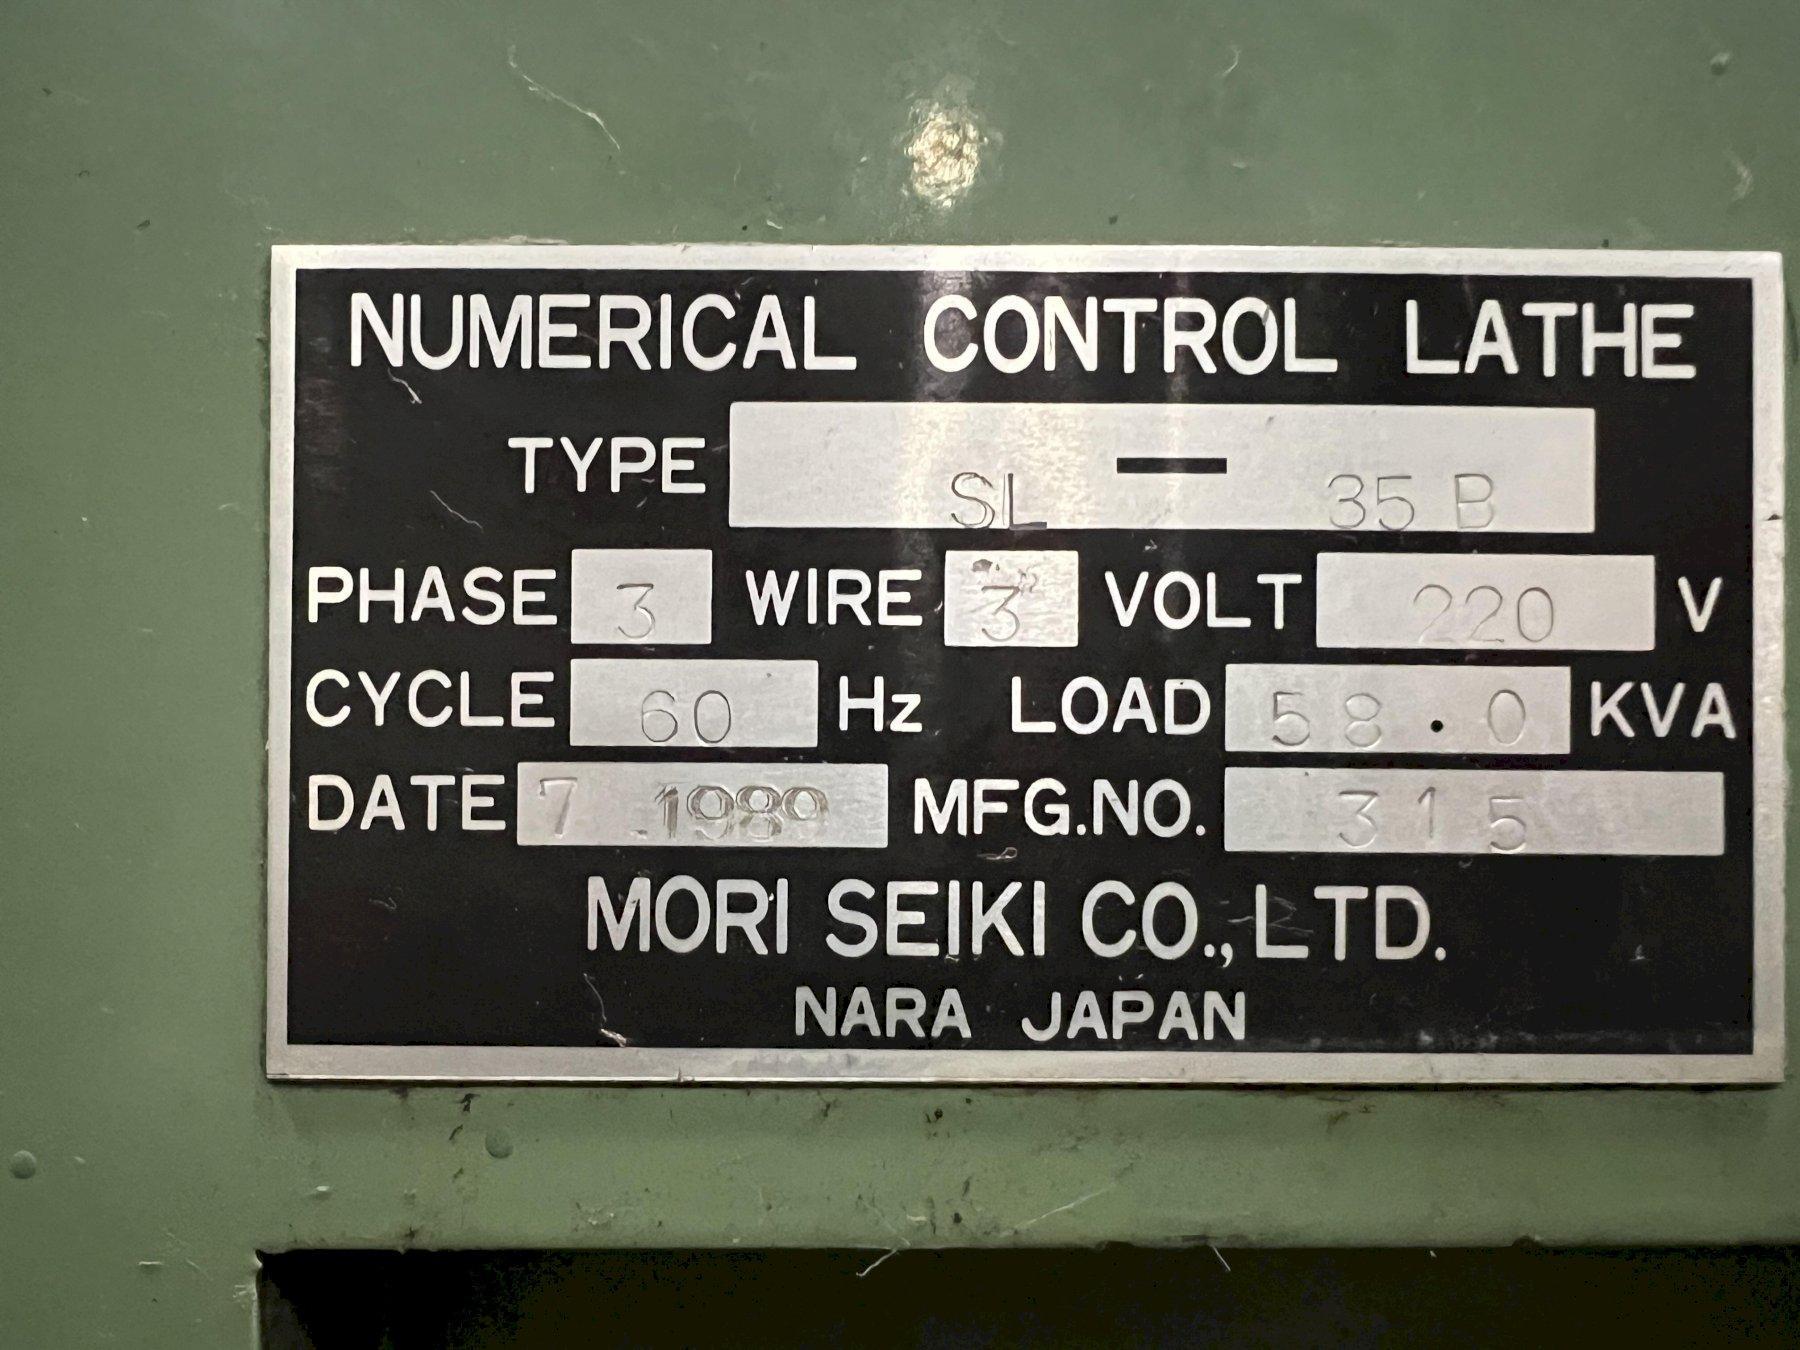 NUMERICAL CONTROL LATHE
TYPE SL — 35B
PHASE 3 WIRE 3 VOLT 220 V
CYCLE 60 Hz LOAD 58.0 KVA
DATE 7 .1989 MFG.NO. 315
MORI SEIKI CO., LTD.
NARA JAPAN